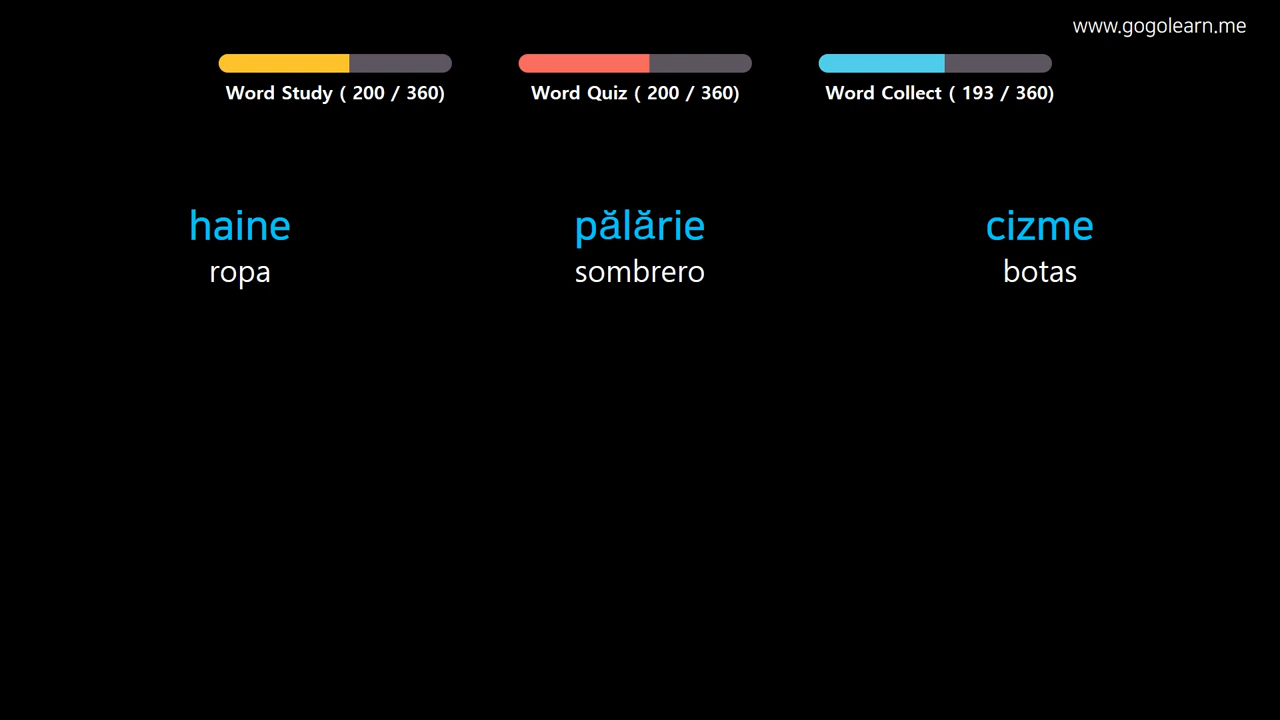 www.gogolearn.me
Word Study ( 200 / 360)
Word Quiz ( 200 / 360)
Word Collect ( 193 / 360)
haine
ropa
pălărie
sombrero
cizme
botas